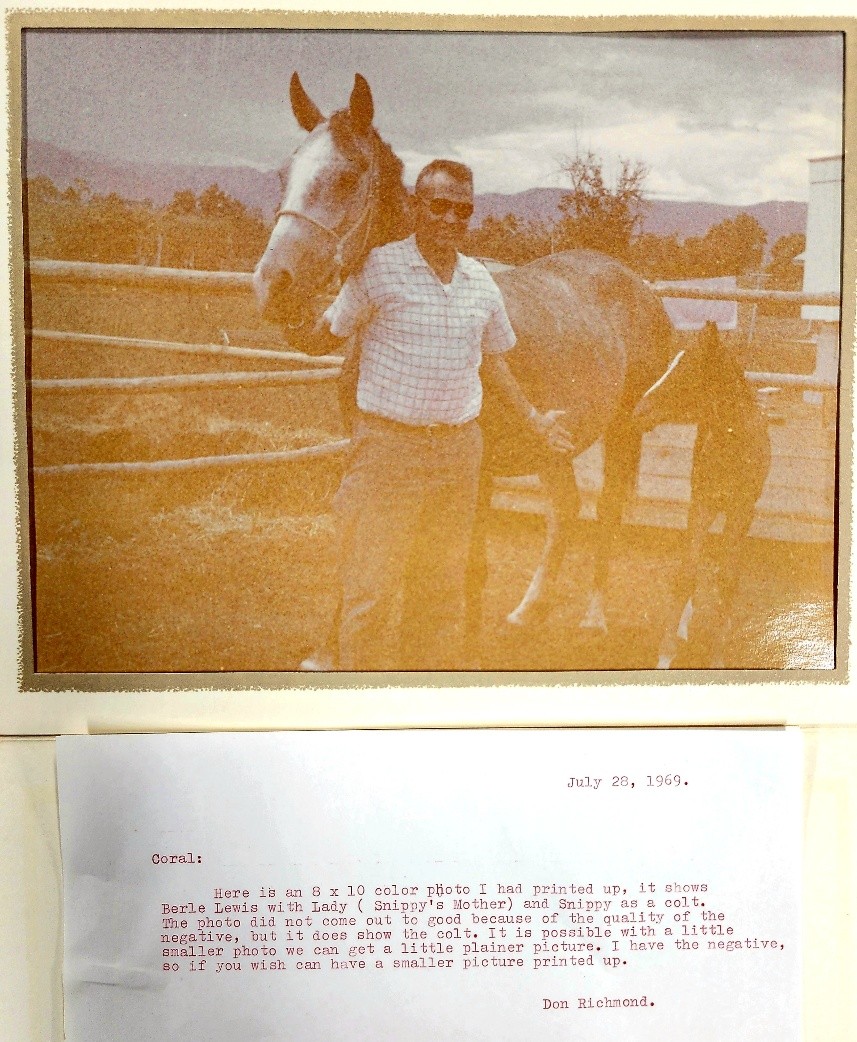 July 28, 1969.
Coral:
Here is an 8 x 10 color photo I had printed up, it shows
Berle Lewis with Lady ( Snippy's Mother) and Snippy as a colt.
The photo did not come out to good because of the quality of the
negative, but it does show the colt. It is possible with a little
smaller photo we can get a little plainer picture. I have the negative,
so if you wish can have a smaller picture printed up.
Don Richmond.